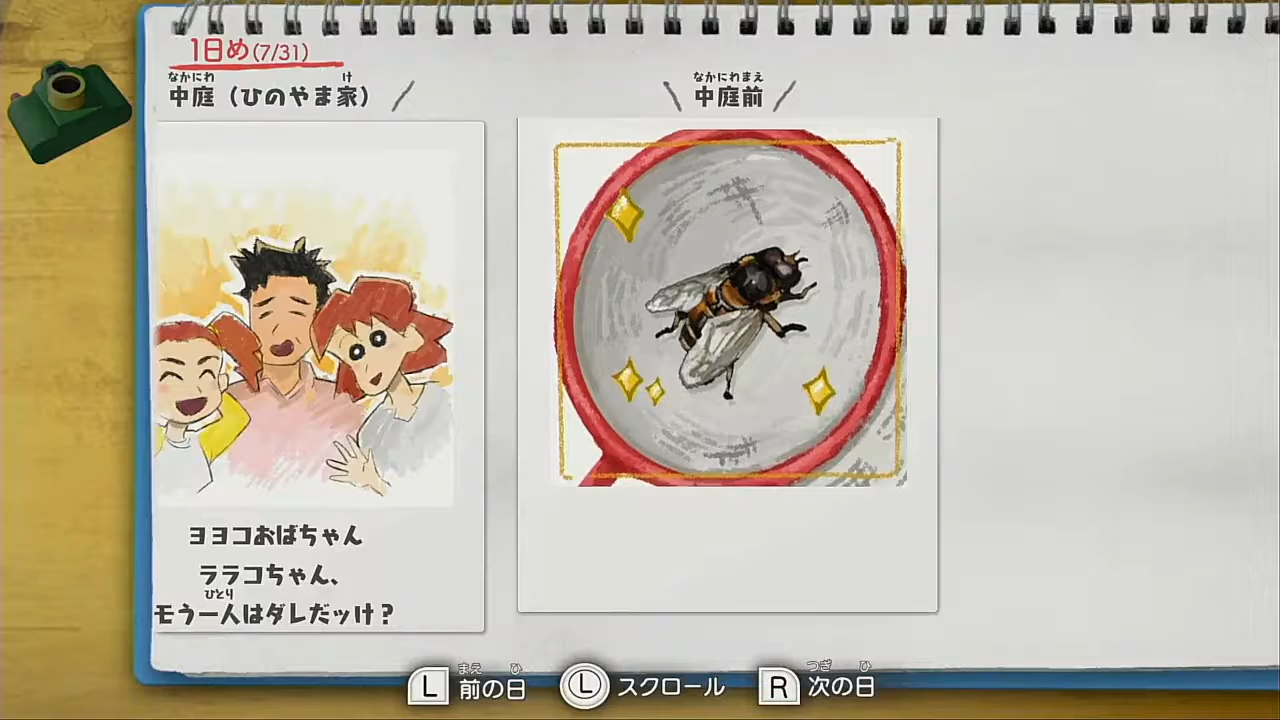 1日め(7/31)
なかにわ け
中庭（ひのやま家）
なかにわまえ
中庭前
ヨヨコおばちゃん
ララコちゃん、
ひとり
モう一人はダレだッけ？
まえ ひ
L 前の日
L スクロール
つぎ ひ
R 次の日